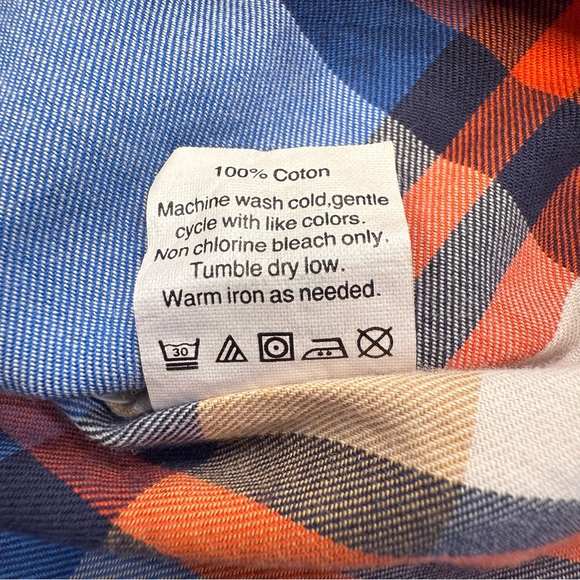 100% Coton
Machine wash cold,gentle
cycle with like colors.
Non chlorine bleach only.
Tumble dry low.
Warm iron as needed.
30